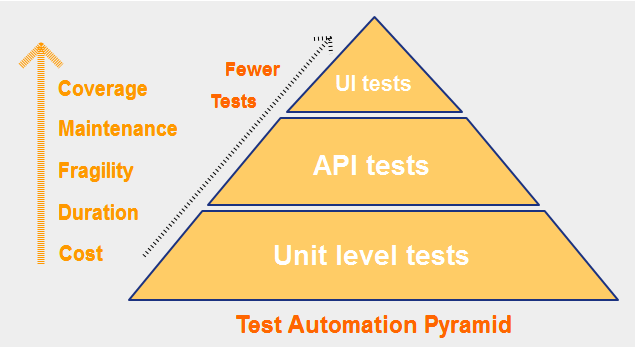 Fewer
Tests
Coverage
Maintenance
Fragility
Duration
Cost
UI tests
API tests
Unit level tests
Test Automation Pyramid